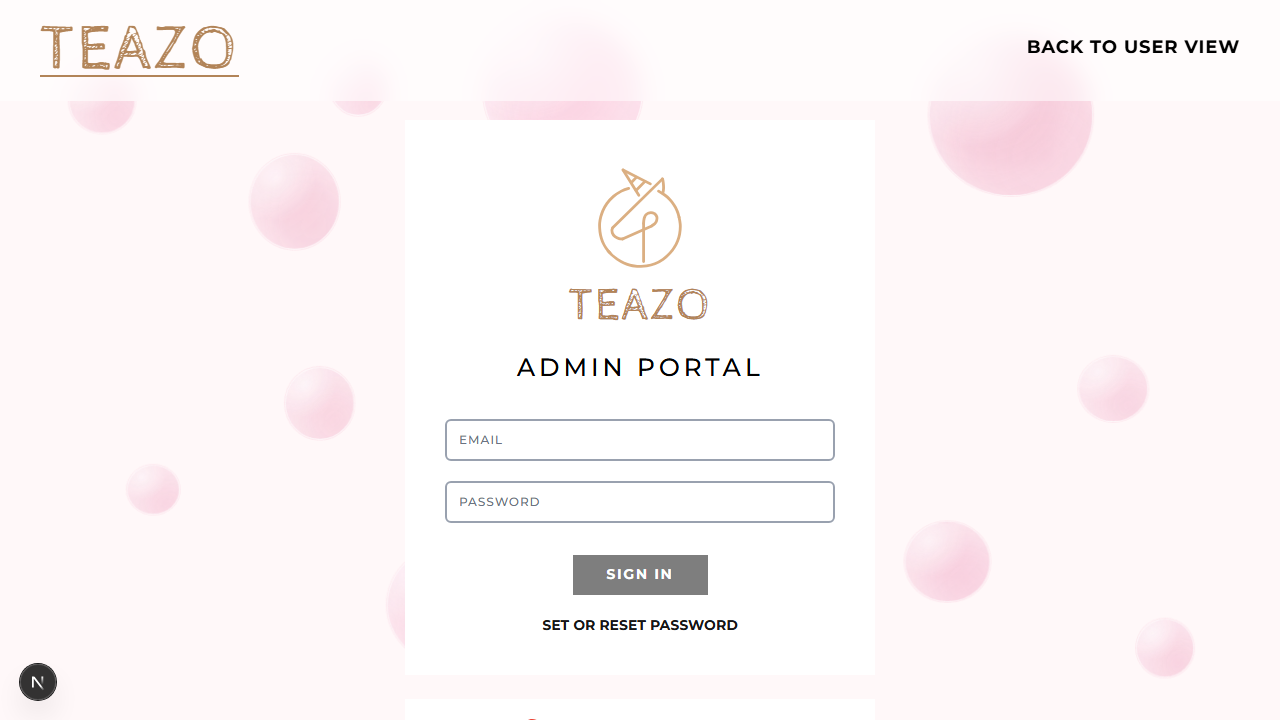 TEAZO
BACK TO USER VIEW
TEAZO
ADMIN PORTAL
EMAIL
PASSWORD
SIGN IN
SET OR RESET PASSWORD
N